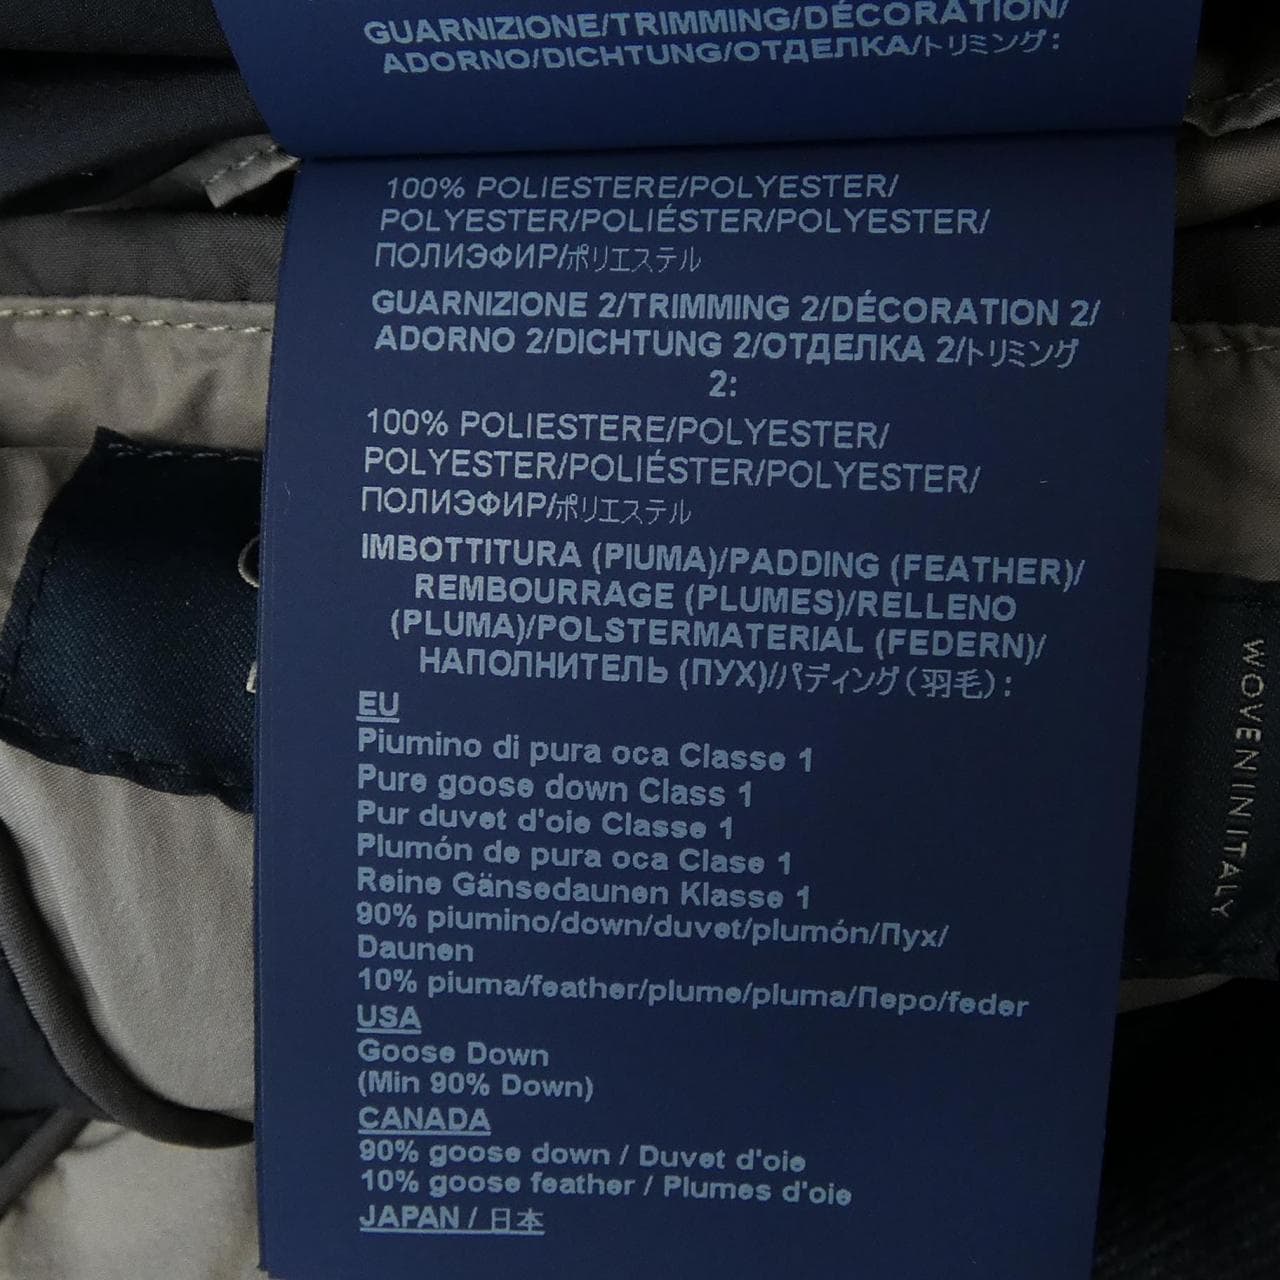 GUARNIZIONE/TRIMMING/DÉCORATION/
ADORNO/DICHTUNG/ОТДЕЛКА/トリミング:
100% POLIESTERE/POLYESTER/
POLYESTER/POLIÉSTER/POLYESTER/
ПОЛИЭФИР/ポリエステル
GUARNIZIONE 2/TRIMMING 2/DÉCORATION 2/
ADORNO 2/DICHTUNG 2/ОТДЕЛКА 2/トリミング
2:
100% POLIESTERE/POLYESTER/
POLYESTER/POLIÉSTER/POLYESTER/
ПОЛИЭФИР/ポリエステル
IMBOTTITURA (PIUMA)/PADDING (FEATHER)/
REMBOURRAGE (PLUMES)/RELLENO
(PLUMA)/POLSTERMATERIAL (FEDERN)/
НАПОЛНИТЕЛЬ (ПУХ)//パディング(羽毛):
EU
Piumino di pura oca Classe 1
Pure goose down Class 1
Pur duvet d'oie Classe 1
Plumón de pura oca Clase 1
Reine Gänsedaunen Klasse 1
90% piumino/down/duvet/plumón/Пух/
Daunen
10% piuma/feather/plume/pluma/Перо/feder
USA
Goose Down
(Min 90% Down)
CANADA
90% goose down / Duvet d'oie
10% goose feather / Plumes d'oie
JAPAN / 日本
WOVEN IN ITALY